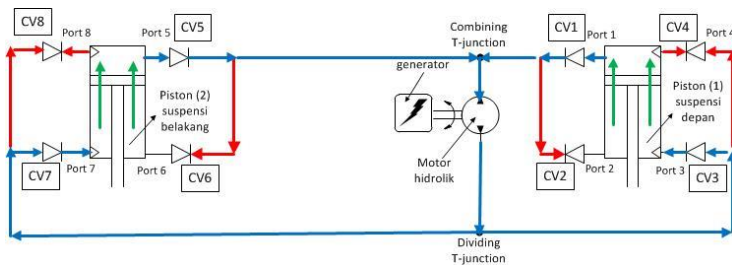 CV8
Port 8
Port 5
CV5
Combining
T-junction
CV1
Port 1
CV4
Port 4
generator
Piston (2)
suspensi
belakang
Piston (1)
suspensi
depan
Motor
hidrolik
CV7
Port 7
Port 6
CV6
CV2
Port 2
Port 3
CV3
Dividing
T-junction